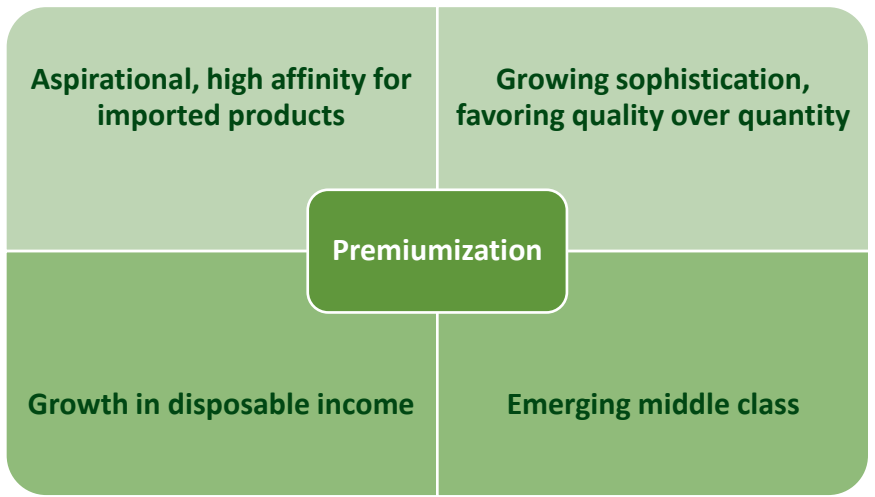 Aspirational, high affinity for
imported products
Growing sophistication,
favoring quality over quantity
Premiumization
Growth in disposable income
Emerging middle class